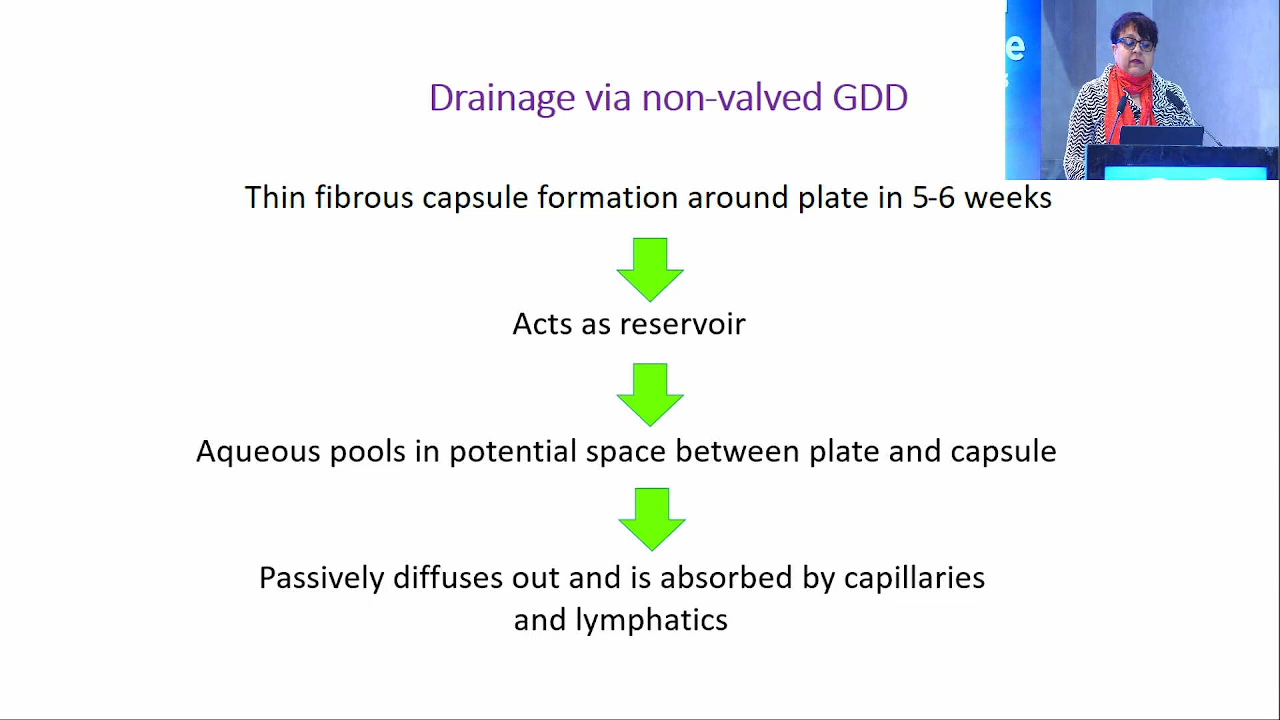 Drainage via non-valved GDD
Thin fibrous capsule formation around plate in 5-6 weeks
Acts as reservoir
Aqueous pools in potential space between plate and capsule
Passively diffuses out and is absorbed by capillaries
and lymphatics